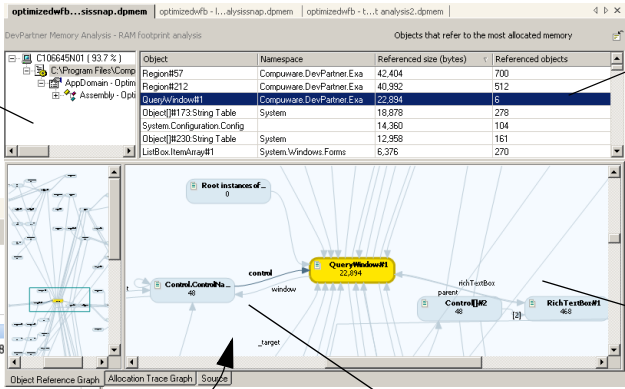 optimizedwfb...sissnap.dpmem optimizedwfb - l...alysissnap.dpmem optimizedwfb - t...t analysis2.dpmem
DevPartner Memory Analysis - RAM footprint analysis Objects that refer to the most allocated memory
C106645N01 ( 93.7 % )
C:\Program Files\Comp
AppDomain - Optim
Assembly - Opti
Object Namespace Referenced size (bytes) Referenced objects
Region#57 Compuware.DevPartner.Exa 42,404 700
Region#212 Compuware.DevPartner.Exa 40,992 512
QueryWindow#1 Compuware.DevPartner.Exa 22,894 6
Object[]#173:String Table System 18,878 278
System.Configuration.Config 14,360 104
Object[]#230:String Table System 12,958 161
ListBox.ItemArray#1 System.Windows.Forms 6,376 270
Root instances of ...
0
QueryWindow#1
22,894
control
window
Control.ControlNa ...
48
richTextBox
parent
Control[]#2
48
[2]
RichTextBox#1
468
_target
Object Reference Graph Allocation Trace Graph Source